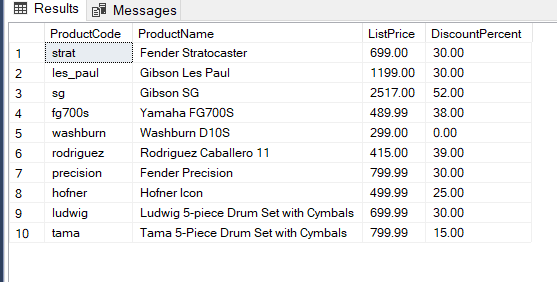 Results Messages
ProductCode ProductName ListPrice DiscountPercent
1 strat Fender Stratocaster 699.00 30.00
2 les_paul Gibson Les Paul 1199.00 30.00
3 sg Gibson SG 2517.00 52.00
4 fg700s Yamaha FG700S 489.99 38.00
5 washburn Washburn D10S 299.00 0.00
6 rodriguez Rodriguez Caballero 11 415.00 39.00
7 precision Fender Precision 799.99 30.00
8 hofner Hofner Icon 499.99 25.00
9 ludwig Ludwig 5-piece Drum Set with Cymbals 699.99 30.00
10 tama Tama 5-Piece Drum Set with Cymbals 799.99 15.00